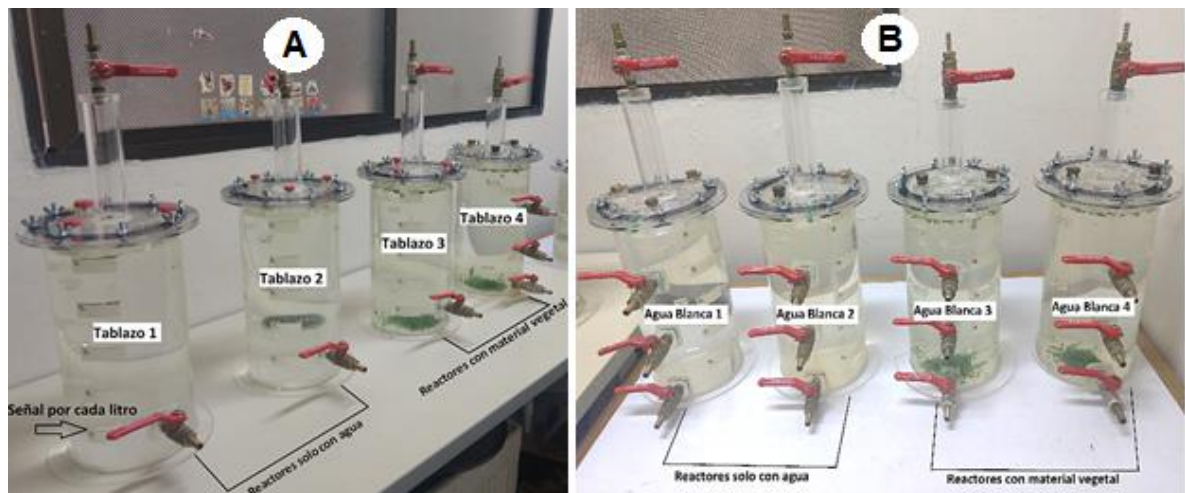 A
Tablazo 1
Tablazo 2
Tablazo 3
Tablazo 4
Señal por cada litro
Reactores solo con agua
Reactores con material vegetal
B
Agua Blanca 1
Agua Blanca 2
Agua Blanca 3
Agua Blanca 4
Reactores solo con agua
Reactores con material vegetal